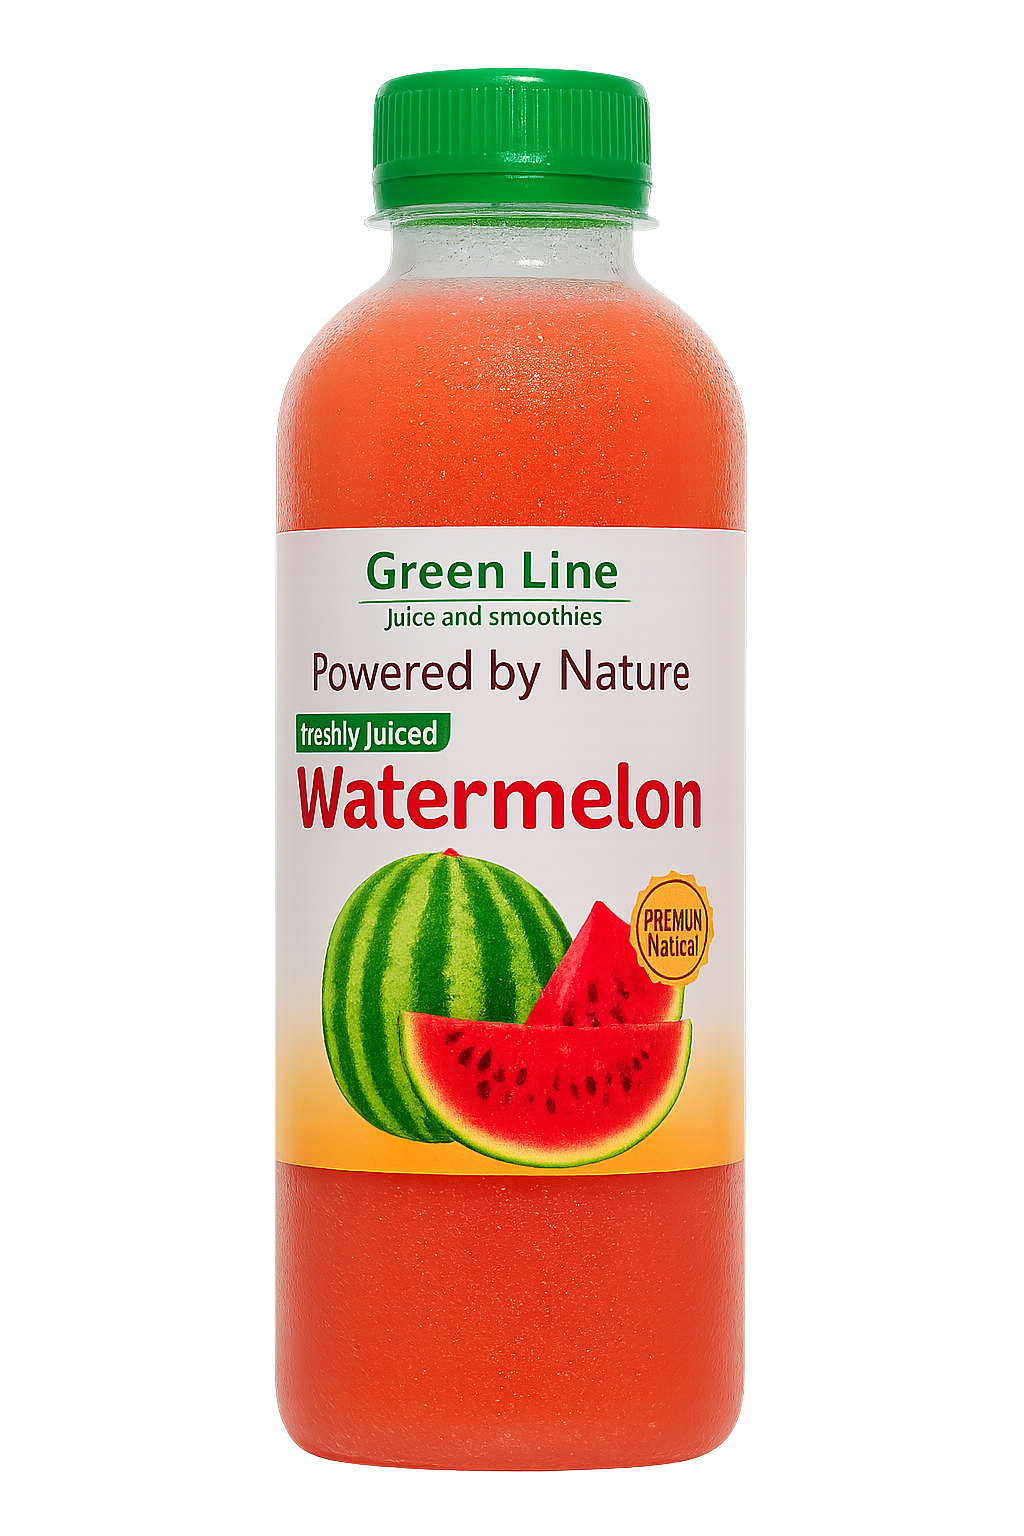 Green Line
Juice and smoothies
Powered by Nature
freshly Juiced
Watermelon
PREMUN
Natical